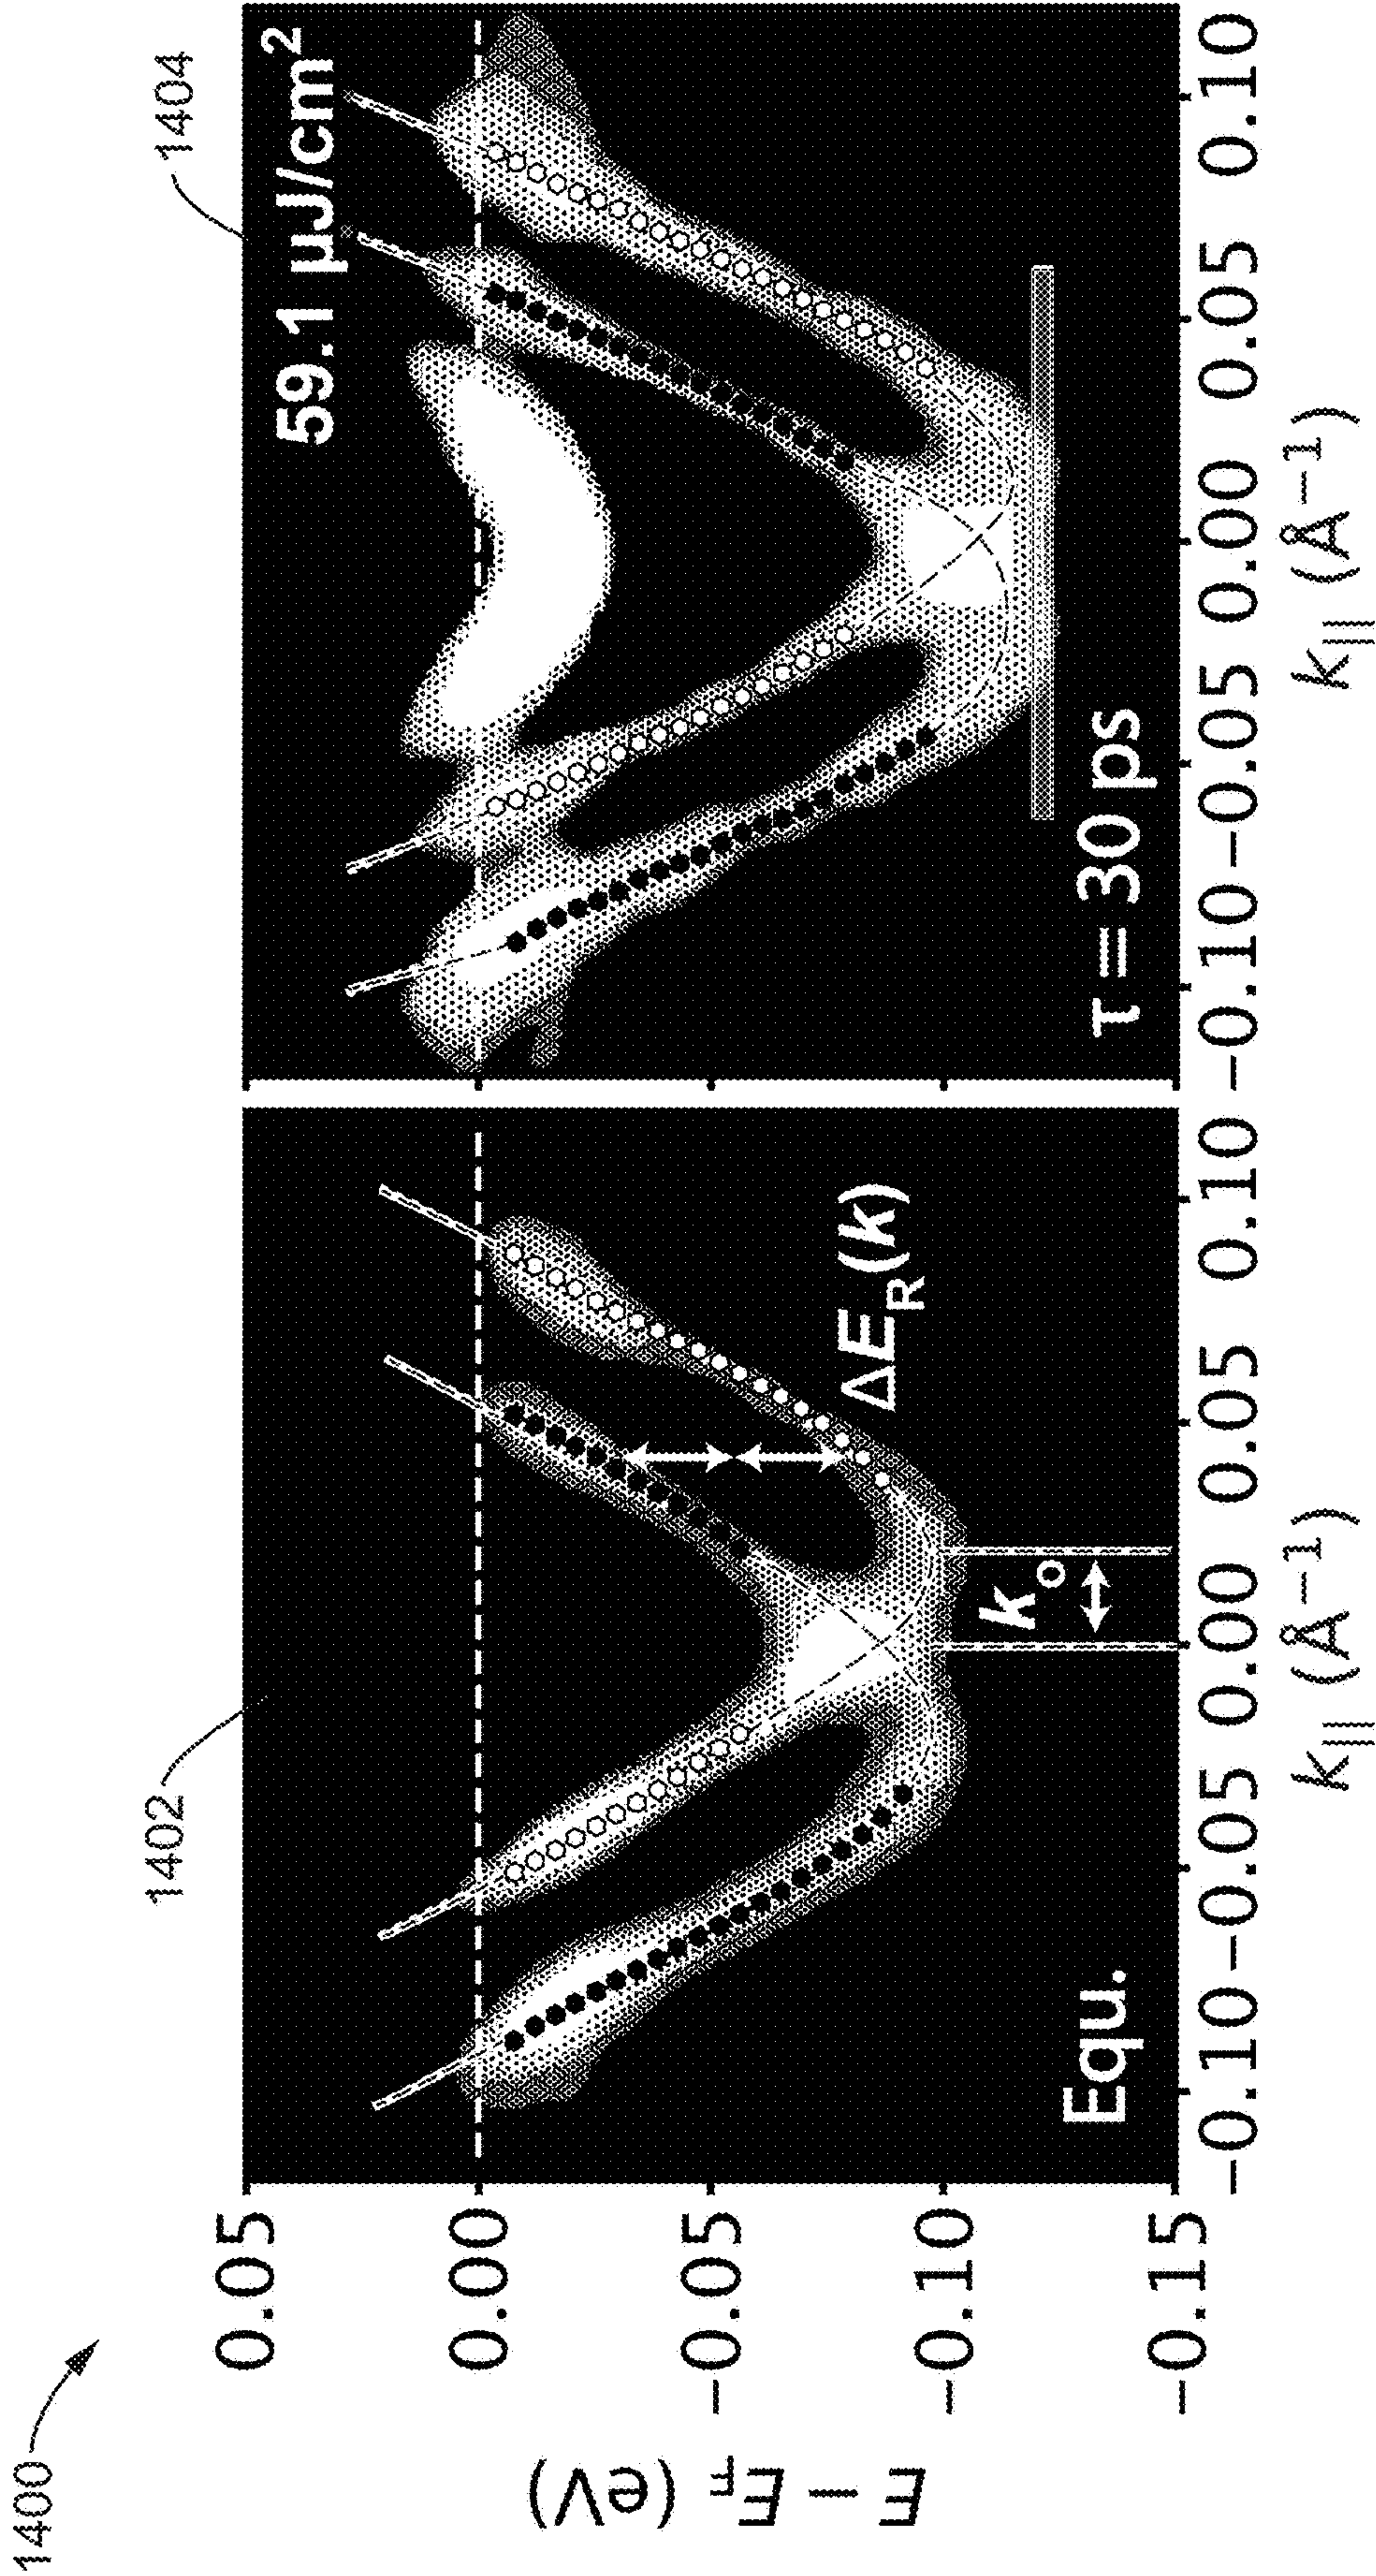 1400
1402
1404
E – E_F (eV)
0.05
0.00
−0.05
−0.10
−0.15
Equ.
k_o
ΔE_R(k)
−0.10 −0.05 0.00 0.05 0.10
k_|| (Å⁻¹)
59.1 μJ/cm²
τ = 30 ps
−0.10 −0.05 0.00 0.05 0.10
k_|| (Å⁻¹)